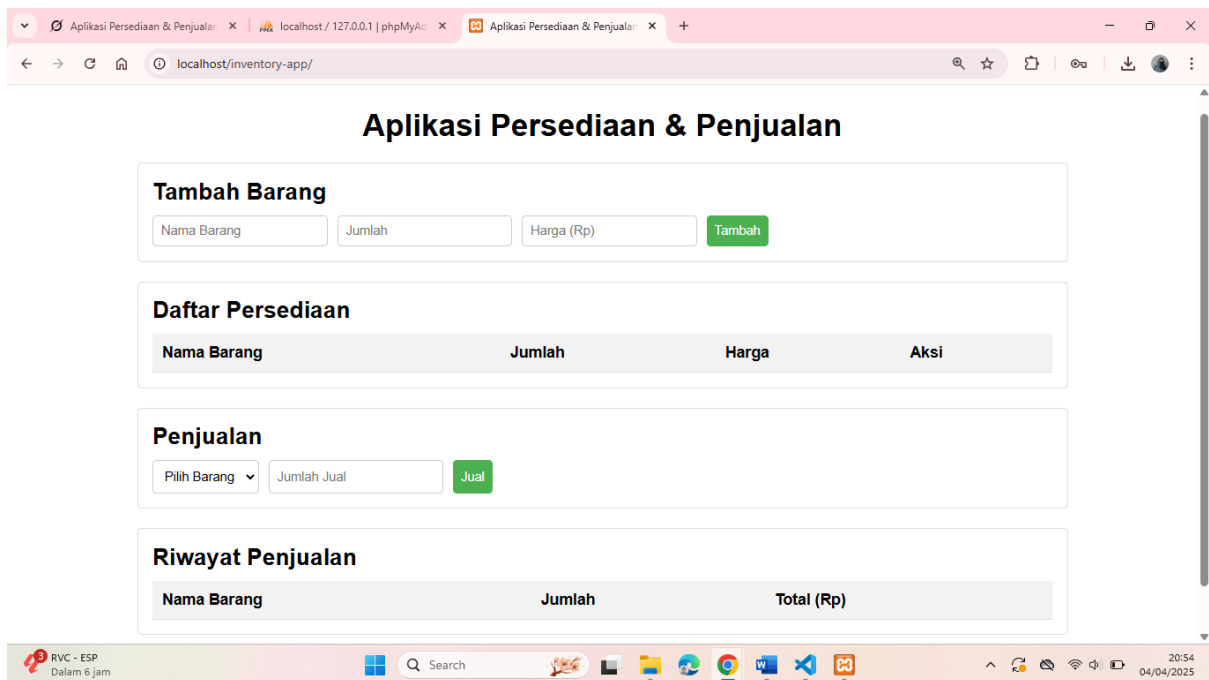 Aplikasi Persediaan & Penjualan
localhost / 127.0.0.1 | phpMyAd
Aplikasi Persediaan & Penjualan
localhost/inventory-app/
Aplikasi Persediaan & Penjualan
Tambah Barang
Nama Barang Jumlah Harga (Rp) Tambah
Daftar Persediaan
Nama Barang Jumlah Harga Aksi
Penjualan
Pilih Barang Jumlah Jual Jual
Riwayat Penjualan
Nama Barang Jumlah Total (Rp)
3 RVC - ESP
Dalam 6 jam
Search
20:54
04/04/2025